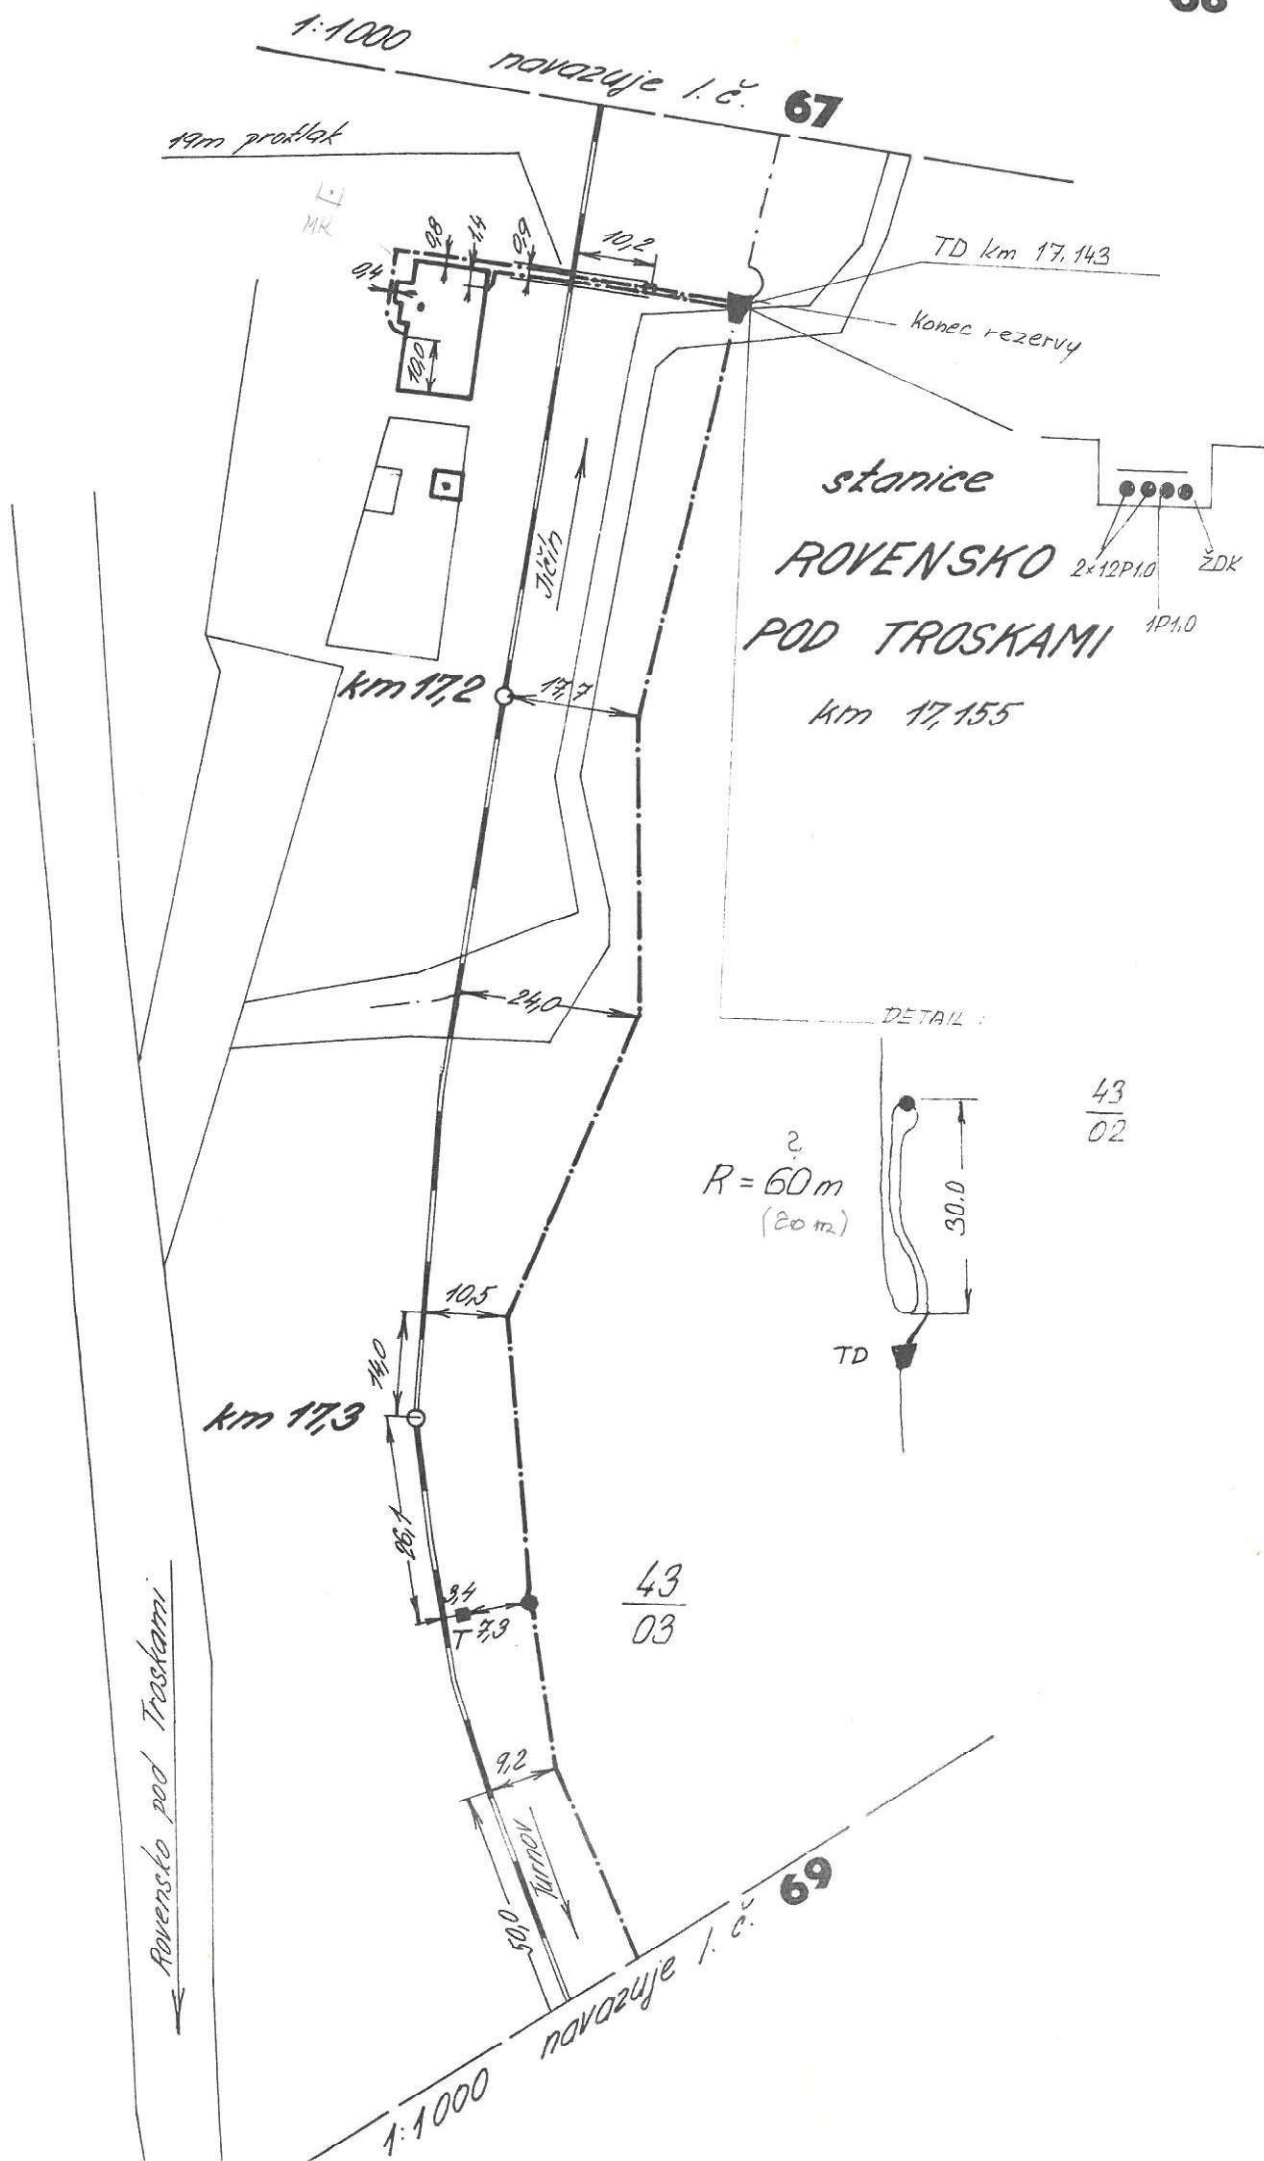 68
1:1000
navazuje l. č. 67
19m protlak
MR
0,8
1,4
0,9
10,2
0,4
10,0
TD km 17.143
Konec rezervy
stanice
ROVENSKO
POD TROSKAMI
km 17,155
2×12P1.0
ŽDK
1P1.0
Jičín
km 17,2
17,7
24,0
DETAIL :
43
02
?
R = 60 m
(20 m)
30.0
TD
10,5
14,0
km 17,3
26,1
3,4
T 7,3
43
03
Rovensko pod Troskami
9,2
Turnov
50,0
navazuje l. č. 69
1:1000